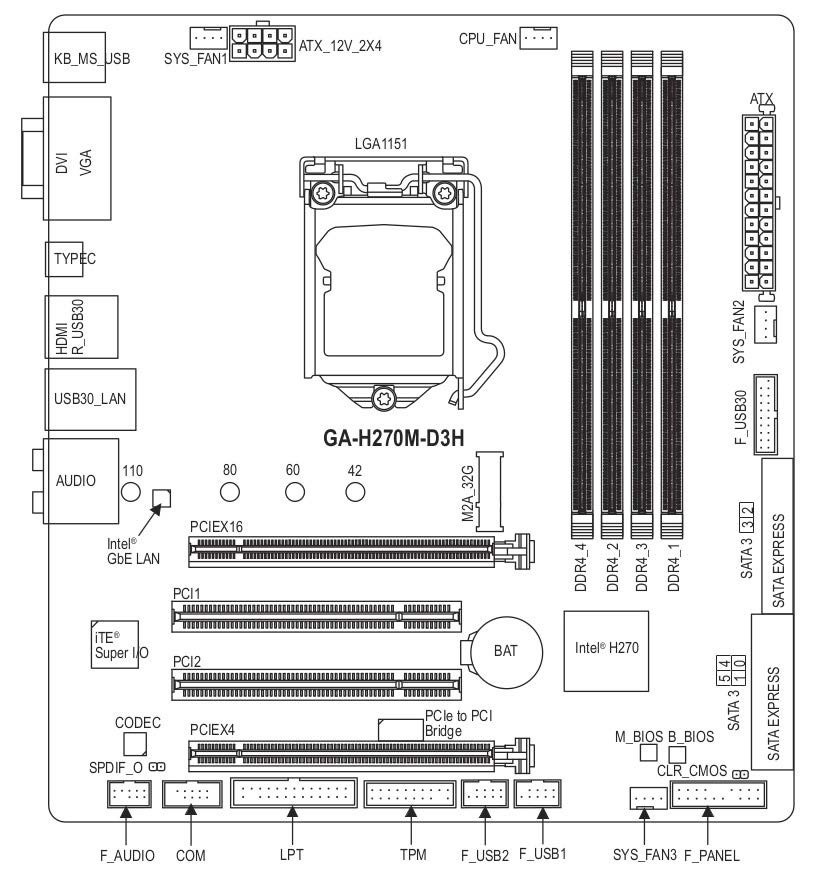 KB_MS_USB
SYS_FAN1
ATX_12V_2X4
CPU_FAN
ATX
DVI
VGA
LGA1151
TYPEC
HDMI
R_USB30
SYS_FAN2
USB30_LAN
F_USB30
GA-H270M-D3H
AUDIO
110
80
60
42
M2A_32G
Intel®
GbE LAN
PCIEX16
DDR4_4
DDR4_2
DDR4_3
DDR4_1
SATA 3
3 2
SATA EXPRESS
PCI1
iTE®
Super I/O
BAT
Intel® H270
PCI2
SATA 3
5 4
1 0
SATA EXPRESS
CODEC
PCIEX4
PCIe to PCI
Bridge
M_BIOS
B_BIOS
SPDIF_O
CLR_CMOS
F_AUDIO
COM
LPT
TPM
F_USB2
F_USB1
SYS_FAN3
F_PANEL